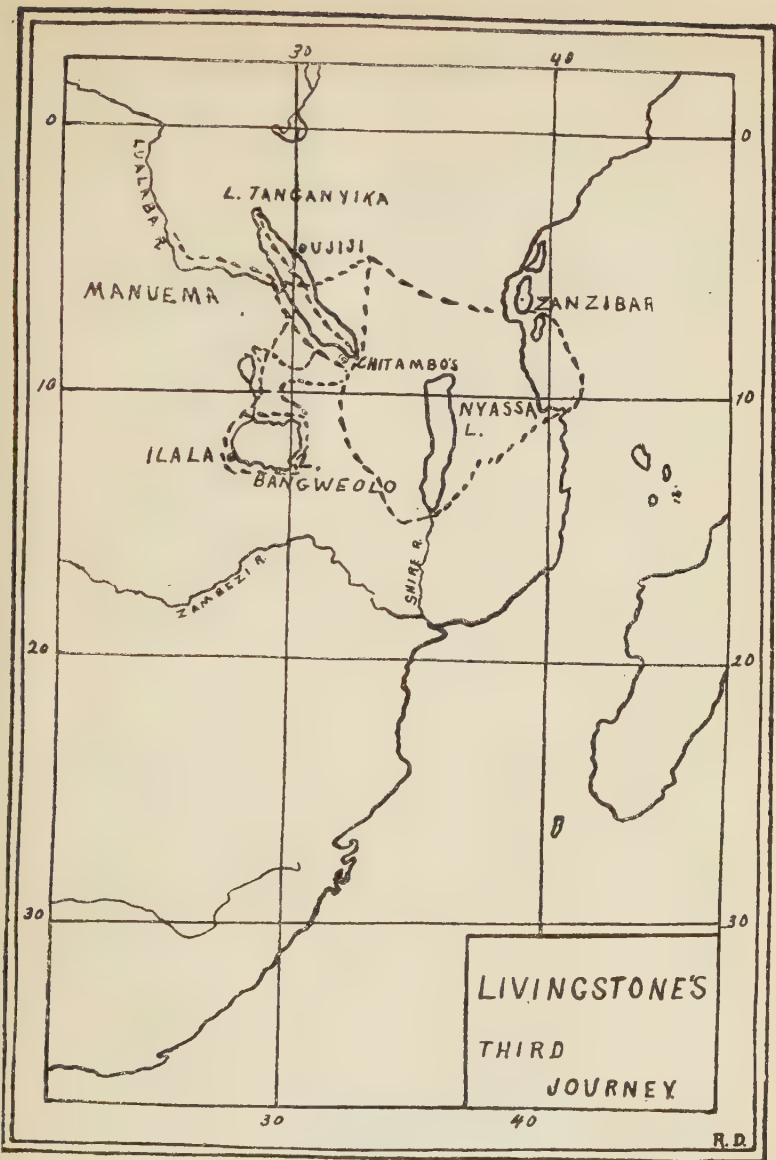 30 40
0 0
LUALABA R.
L. TANGANYIKA
OUJIJI
MANUEMA
ZANZIBAR
CHITAMBO'S
10 10
NYASSA
L.
ILALA
BANGWEOLO
SHIRE R.
ZAMBEZI R.
20 20
30 30
LIVINGSTONE'S
THIRD
JOURNEY
30 40
R. D.